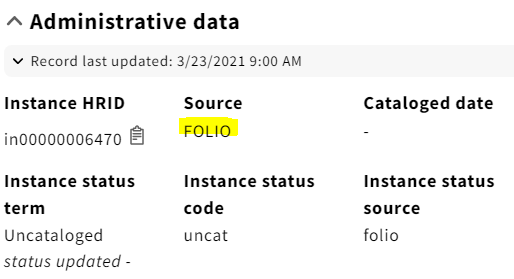 Administrative data
Record last updated: 3/23/2021 9:00 AM
Instance HRID Source Cataloged date
in00000006470 FOLIO -
Instance status term Instance status code Instance status source
Uncataloged uncat folio
status updated -